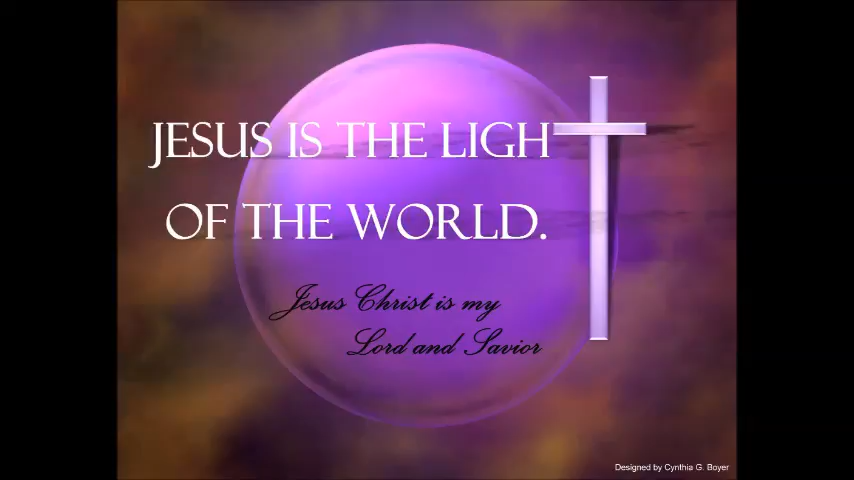 JESUS IS THE LIGH
OF THE WORLD.
Jesus Christ is my
Lord and Savior
Designed by Cynthia G. Boyer